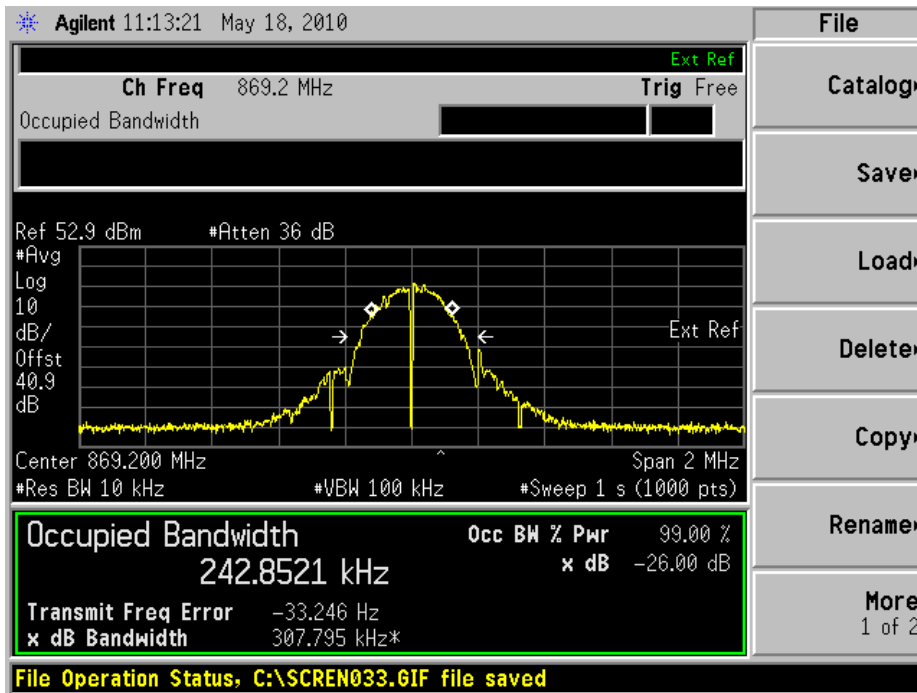 Agilent 11:13:21 May 18, 2010
File
Ext Ref
Ch Freq 869.2 MHz
Trig Free
Occupied Bandwidth
Catalog
Save
Load
Delete
Copy
Rename
More
1 of 2
Ref 52.9 dBm #Atten 36 dB
#Avg
Log
10
dB/
Offst
40.9
dB
Ext Ref
Center 869.200 MHz
Span 2 MHz
#Res BW 10 kHz #VBW 100 kHz #Sweep 1 s (1000 pts)
Occupied Bandwidth
242.8521 kHz
Occ BW % Pwr 99.00 %
x dB -26.00 dB
Transmit Freq Error -33.246 Hz
x dB Bandwidth 307.795 kHz*
File Operation Status, C:\SCREN033.GIF file saved